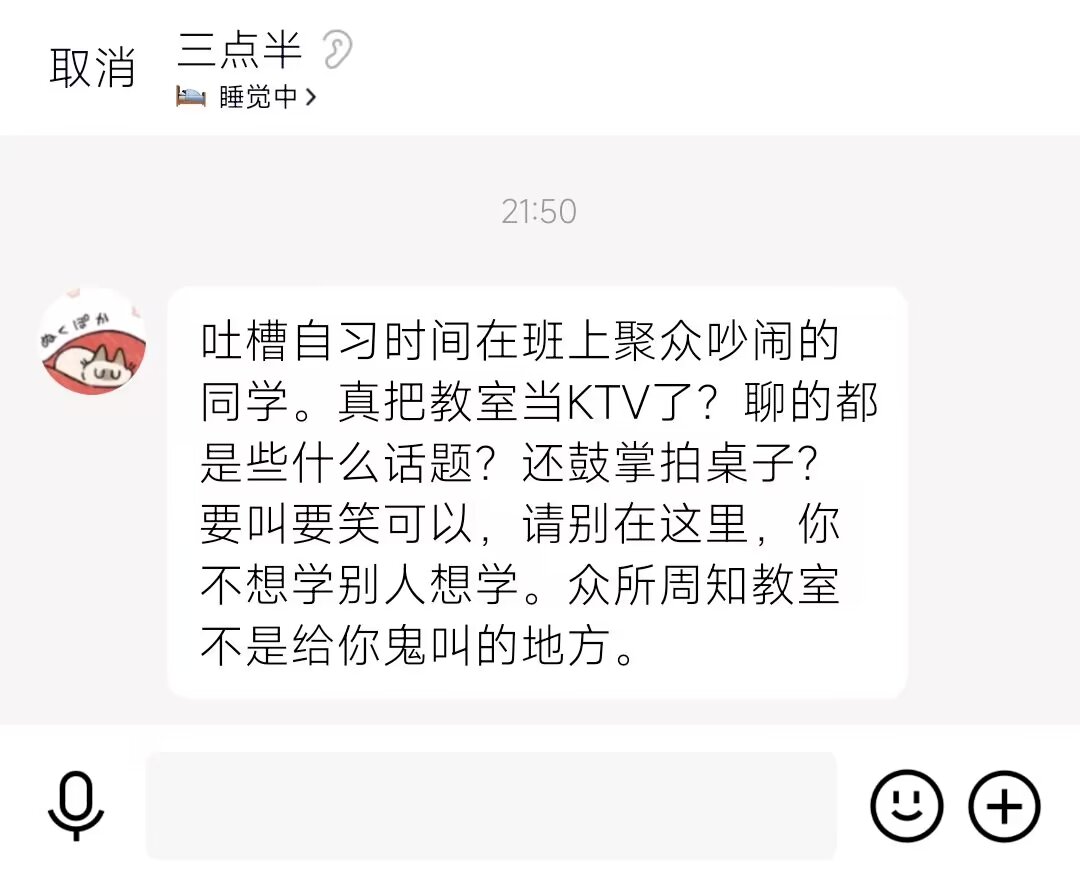 取消
三点半
睡觉中
21:50
ぬくぽか
吐槽自习时间在班上聚众吵闹的
同学。真把教室当KTV了？聊的都
是些什么话题？还鼓掌拍桌子？
要叫要笑可以，请别在这里，你
不想学别人想学。众所周知教室
不是给你鬼叫的地方。